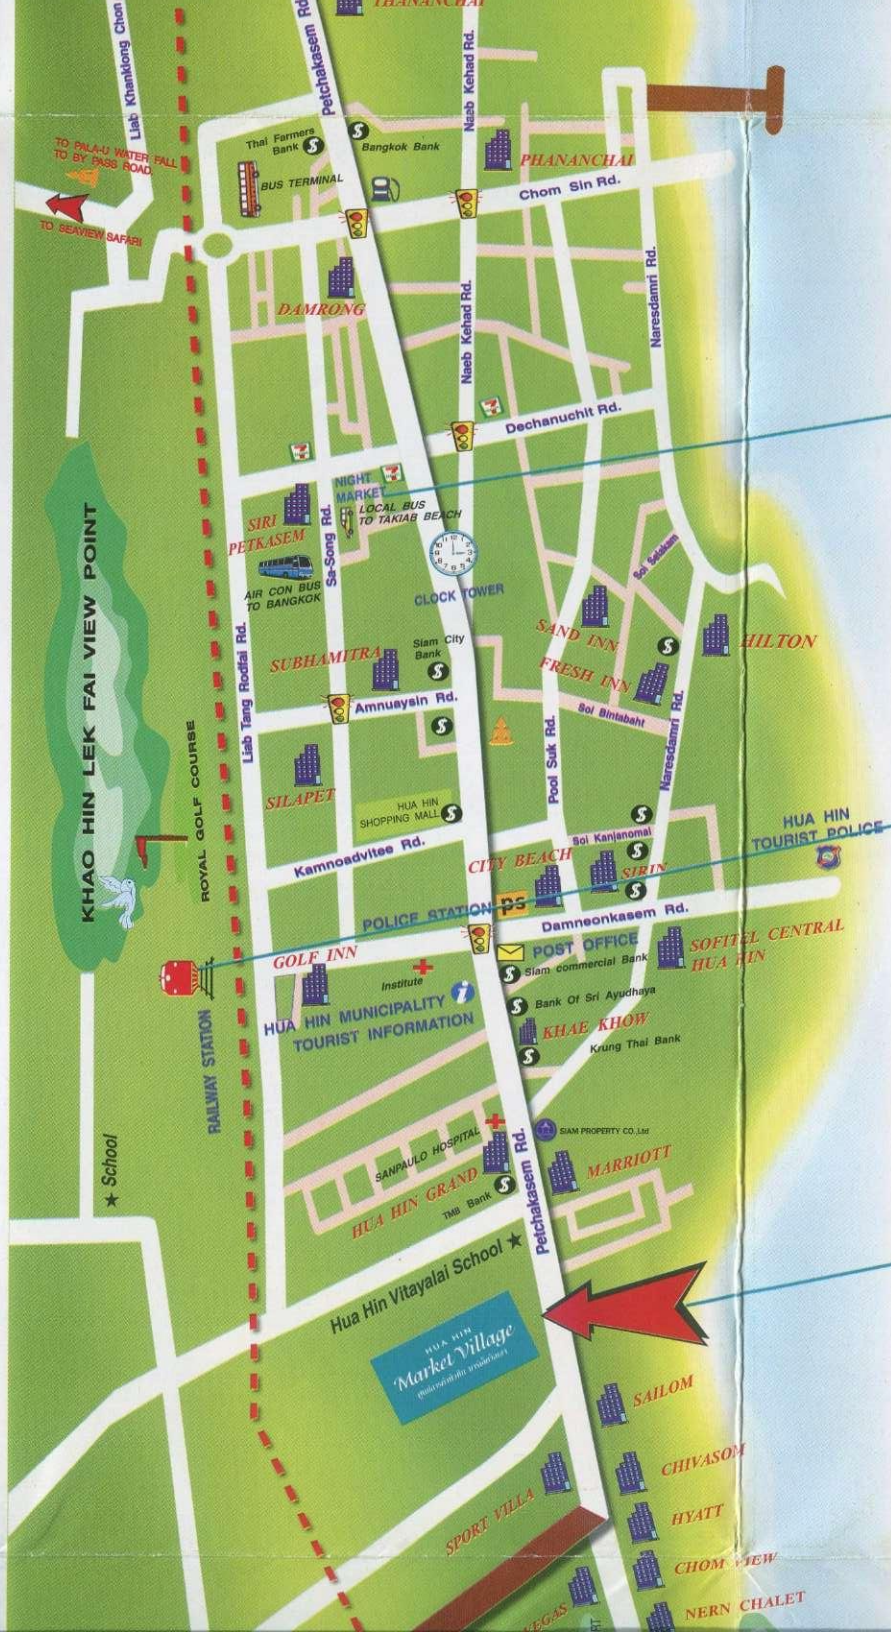 THANANCHAI
Liab Khanklong Chon
Petchakasem Rd
Naeb Kehad Rd.
Thai Farmers
Bank
Bangkok Bank
PHANANCHAI
TO PALA-U WATER FALL
TO BY PASS ROAD.
BUS TERMINAL
Chom Sin Rd.
TO SEAVIEW SAFARI
DAMRONG
Naeb Kehad Rd.
Naresdamri Rd.
Dechanuchit Rd.
NIGHT
MARKET
LOCAL BUS
TO TAKIAB BEACH
SIRI
PETKASEM
Sa-Song Rd.
AIR CON BUS
TO BANGKOK
CLOCK TOWER
Soi Selakam
KHAO HIN LEK FAI VIEW POINT
Liab Tang Rodfai Rd.
SUBHAMITRA
Siam City
Bank
SAND INN
FRESH INN
HILTON
Amnuaysin Rd.
Soi Bintabaht
Pool Suk Rd.
Naresdamri Rd.
SILAPET
ROYAL GOLF COURSE
HUA HIN
SHOPPING MALL
Kamnoadvitee Rd.
Soi Kanjanomai
CITY BEACH
SIRIN
HUA HIN
TOURIST POLICE
POLICE STATION
ps
Damneonkasem Rd.
GOLF INN
Institute
POST OFFICE
Siam commercial Bank
SOFITEL CENTRAL
HUA HIN
HUA HIN MUNICIPALITY
TOURIST INFORMATION
Bank Of Sri Ayudhaya
KHAE KHOW
Krung Thai Bank
RAILWAY STATION
School
SANPAULO HOSPITAL
SIAM PROPERTY CO.,Ltd
HUA HIN GRAND
TMB Bank
Petchakasem Rd.
MARRIOTT
Hua Hin Vitayalai School
HUA HIN
Market Village
SAILOM
CHIVASOM
SPORT VILLA
HYATT
CHOM VIEW
VEGAS
NERN CHALET